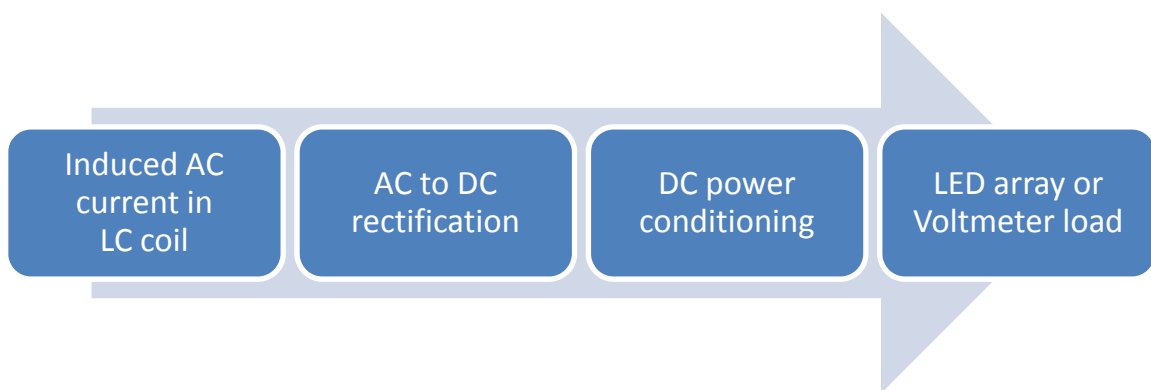 Induced AC
current in
LC coil
AC to DC
rectification
DC power
conditioning
LED array or
Voltmeter load